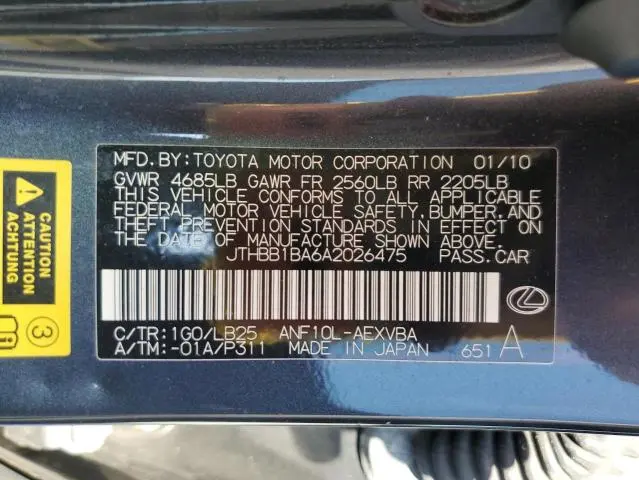 MFD.BY:TOYOTA MOTOR CORPORATION 01/10
GVWR 4685LB GAWR FR 2560LB RR 2205LB
THIS VEHICLE CONFORMS TO ALL APPLICABLE
FEDERAL MOTOR VEHICLE SAFETY,BUMPER,AND
THEFT PREVENTION STANDARDS IN EFFECT ON
THE DATE OF MANUFACTURE SHOWN ABOVE.
JTHBB1BA6A2026475 PASS.CAR
C/TR:1G0/LB25 ANF10L-AEXVBA
A/TM:-01A/P311 MADE IN JAPAN 651 A
CAUTION
ATTENTION
ACHTUNG
3